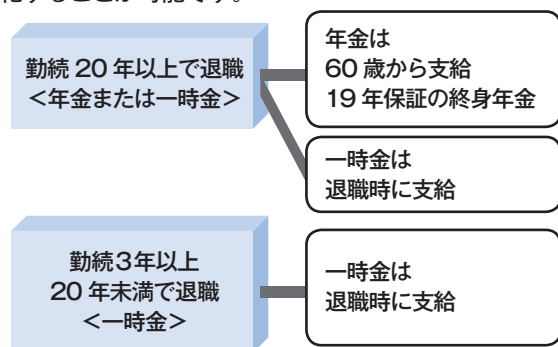 化することが可能です。
勤続 20 年以上で退職
<年金または一時金>
年金は
60 歳から支給
19 年保証の終身年金
一時金は
退職時に支給
勤続3年以上
20 年未満で退職
<一時金>
一時金は
退職時に支給